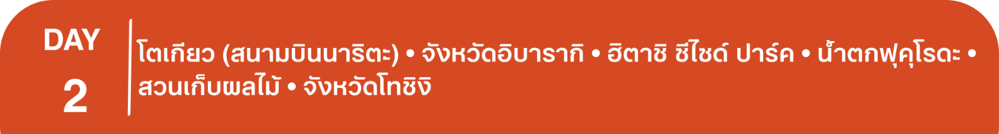 DAY
2
โตเกียว (สนามบินนาริตะ) • จังหวัดอิบารากิ • ฮิตาชิ ซีไซด์ ปาร์ค • น้ำตกฟุคุโรดะ •
สวนเก็บผลไม้ • จังหวัดโทชิงิ